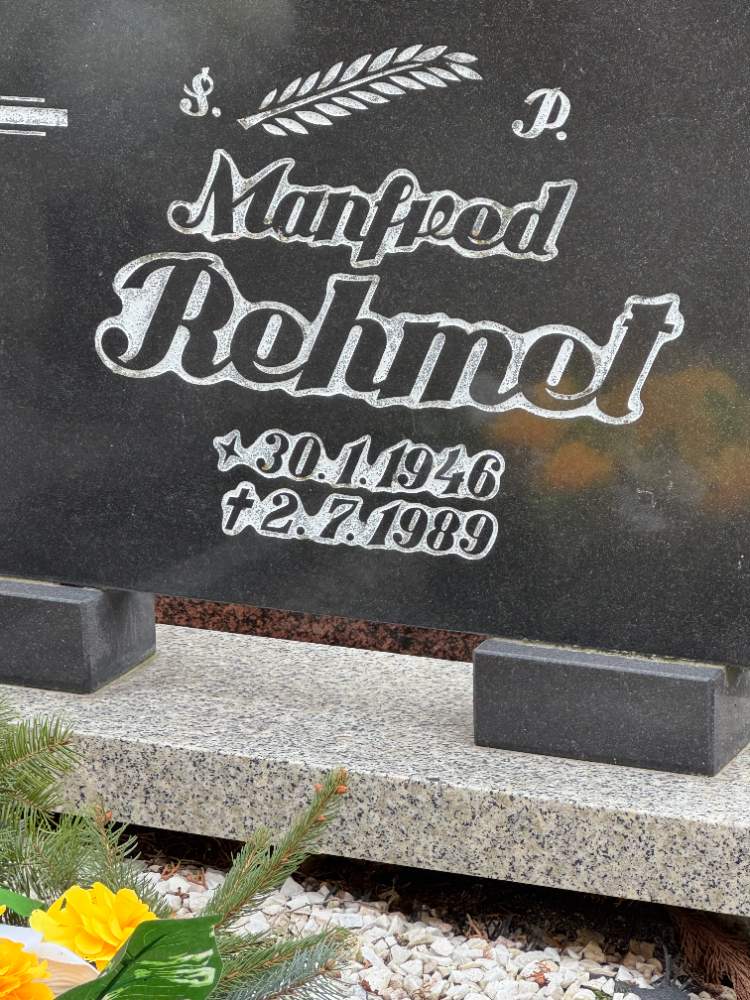 S. P.
Manfred
Rehmet
* 30.1.1946
† 2.7.1989